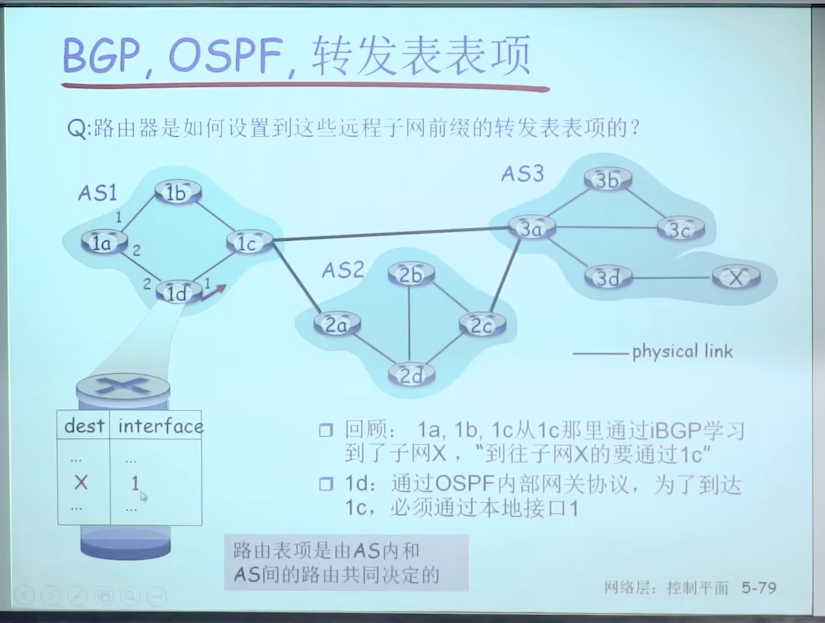 BGP, OSPF, 转发表表项
Q:路由器是如何设置到这些远程子网前缀的转发表表项的?
AS1
1b
1
1a
2
1c
2
1d
1
AS2
2b
2a
2c
2d
AS3
3b
3a
3c
3d
X
physical link
dest interface
... ...
X 1
... ...
回顾: 1a, 1b, 1c从1c那里通过iBGP学习
到了子网X ,“到往子网X的要通过1c”
1d: 通过OSPF内部网关协议,为了到达
1c, 必须通过本地接口1
路由表项是由AS内和
AS间的路由共同决定的
网络层: 控制平面 5-79